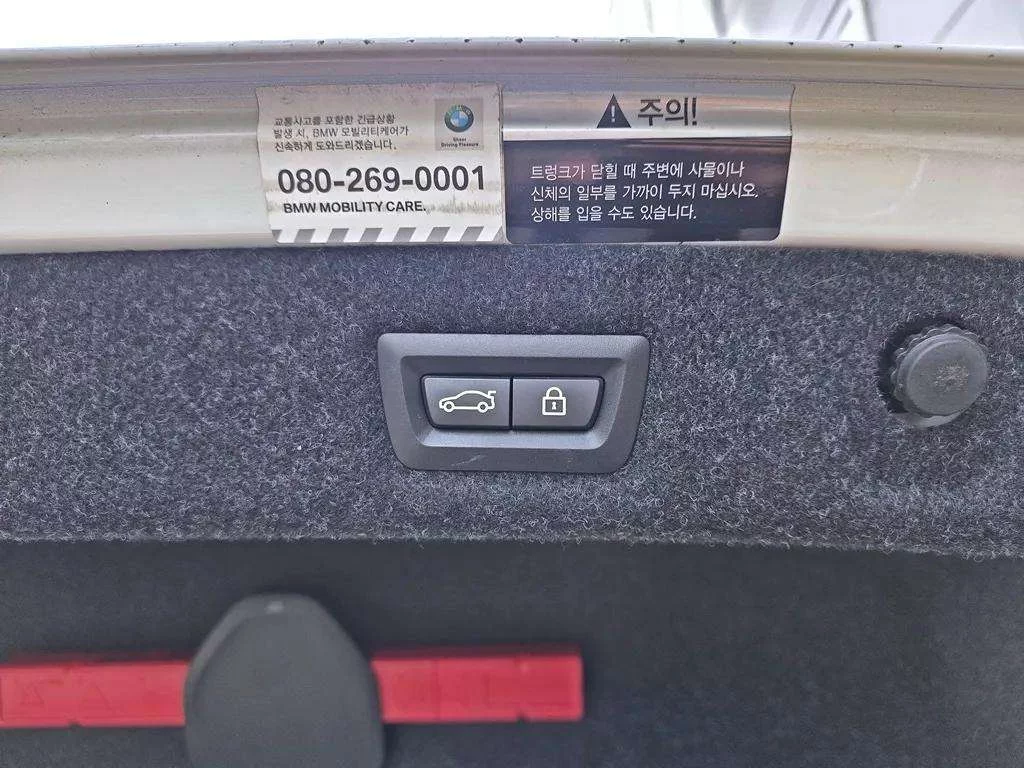 교통사고를 포함한 긴급상황
발생 시, BMW 모빌리티케어가
신속하게 도와드리겠습니다.
Sheer
Driving Pleasure
080-269-0001
BMW MOBILITY CARE.
주의!
트렁크가 닫힐 때 주변에 사물이나
신체의 일부를 가까이 두지 마십시오.
상해를 입을 수도 있습니다.